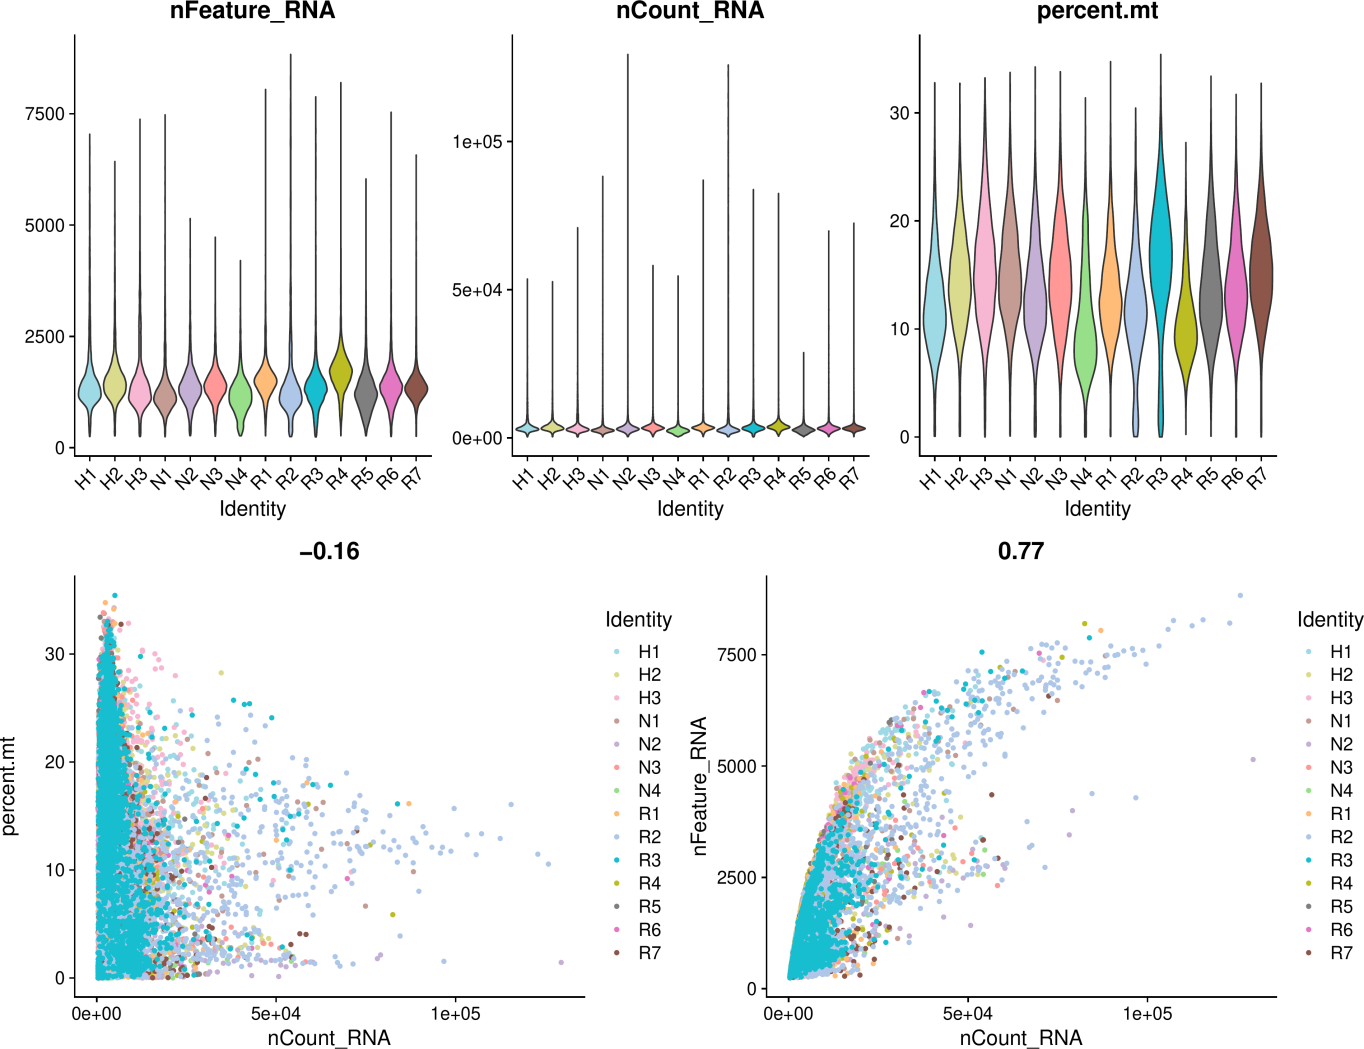 nFeature_RNA
7500
5000
2500
0
H1 H2 H3 N1 N2 N3 N4 R1 R2 R3 R4 R5 R6 R7
Identity
nCount_RNA
1e+05
5e+04
0e+00
H1 H2 H3 N1 N2 N3 N4 R1 R2 R3 R4 R5 R6 R7
Identity
percent.mt
30
20
10
0
H1 H2 H3 N1 N2 N3 N4 R1 R2 R3 R4 R5 R6 R7
Identity
−0.16
percent.mt
30
20
10
0
0e+00 5e+04 1e+05
nCount_RNA
Identity
H1
H2
H3
N1
N2
N3
N4
R1
R2
R3
R4
R5
R6
R7
0.77
nFeature_RNA
7500
5000
2500
0
0e+00 5e+04 1e+05
nCount_RNA
Identity
H1
H2
H3
N1
N2
N3
N4
R1
R2
R3
R4
R5
R6
R7